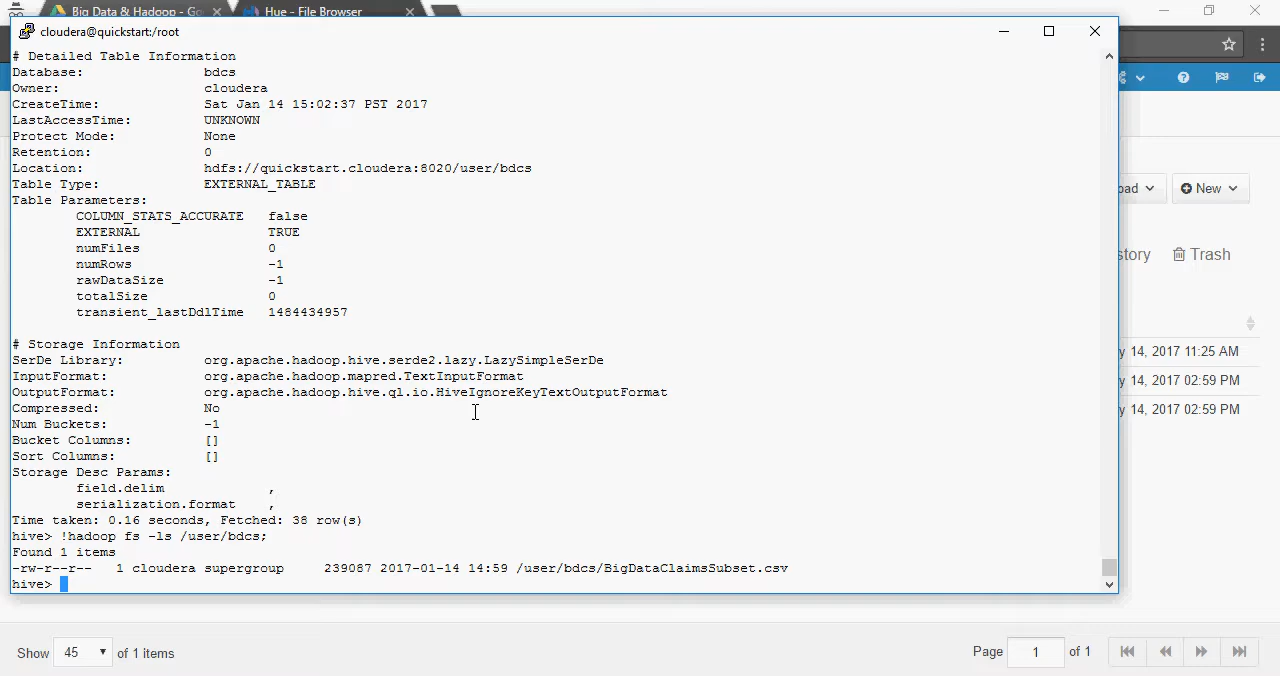 Big Data & Hadoop - Go
Hue - File Browser
cloudera@quickstart:/root
# Detailed Table Information
Database: bdcs
Owner: cloudera
CreateTime: Sat Jan 14 15:02:37 PST 2017
LastAccessTime: UNKNOWN
Protect Mode: None
Retention: 0
Location: hdfs://quickstart.cloudera:8020/user/bdcs
Table Type: EXTERNAL_TABLE
Table Parameters:
COLUMN_STATS_ACCURATE false
EXTERNAL TRUE
numFiles 0
numRows -1
rawDataSize -1
totalSize 0
transient_lastDdlTime 1484434957
# Storage Information
SerDe Library: org.apache.hadoop.hive.serde2.lazy.LazySimpleSerDe
InputFormat: org.apache.hadoop.mapred.TextInputFormat
OutputFormat: org.apache.hadoop.hive.ql.io.HiveIgnoreKeyTextOutputFormat
Compressed: No
Num Buckets: -1
Bucket Columns: []
Sort Columns: []
Storage Desc Params:
field.delim ,
serialization.format ,
Time taken: 0.16 seconds, Fetched: 38 row(s)
hive> !hadoop fs -ls /user/bdcs;
Found 1 items
-rw-r--r-- 1 cloudera supergroup 239087 2017-01-14 14:59 /user/bdcs/BigDataClaimsSubset.csv
hive>
oad
New
story
Trash
y 14, 2017 11:25 AM
y 14, 2017 02:59 PM
y 14, 2017 02:59 PM
Show 45 of 1 items
Page 1 of 1